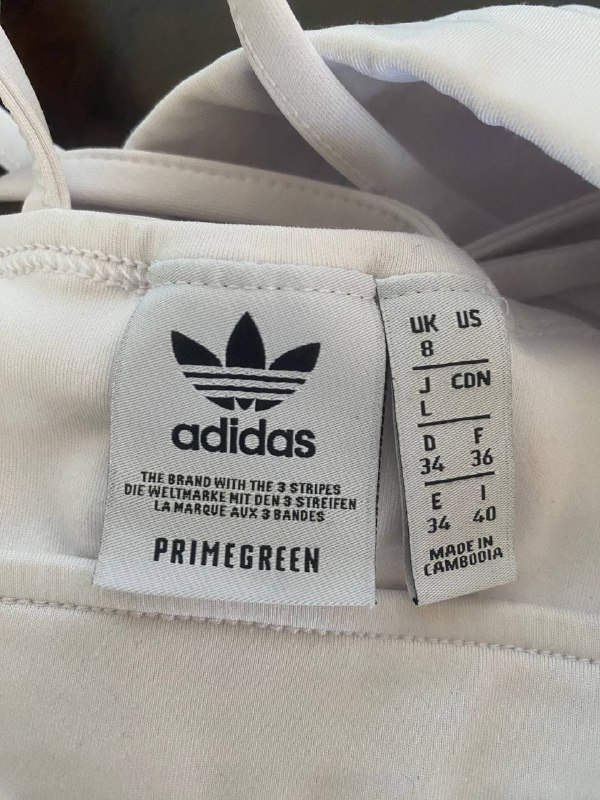 adidas
THE BRAND WITH THE 3 STRIPES
DIE WELTMARKE MIT DEN 3 STREIFEN
LA MARQUE AUX 3 BANDES
PRIMEGREEN
UK US
8
J CDN
L
D F
34 36
E I
34 40
MADE IN
CAMBODIA